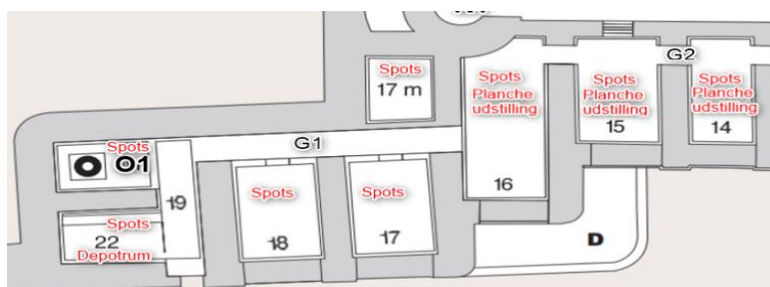 Spots
17 m
G2
Spots
Planche
udstilling
16
Spots
Planche
udstilling
15
Spots
Planche
udstilling
14
G1
Spots
O1
19
Spots
22
Depotrum
Spots
18
Spots
17
D